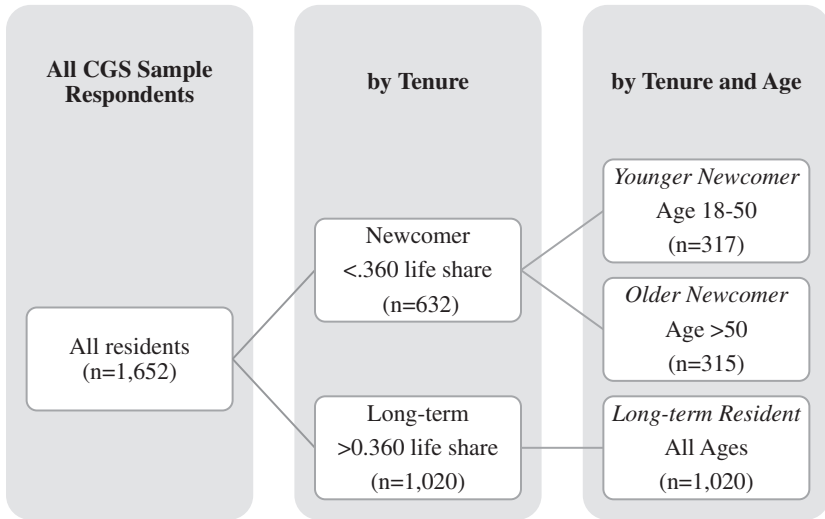 All CGS Sample
Respondents
All residents
(n=1,652)
by Tenure
Newcomer
<.360 life share
(n=632)
Long-term
>0.360 life share
(n=1,020)
by Tenure and Age
Younger Newcomer
Age 18-50
(n=317)
Older Newcomer
Age >50
(n=315)
Long-term Resident
All Ages
(n=1,020)